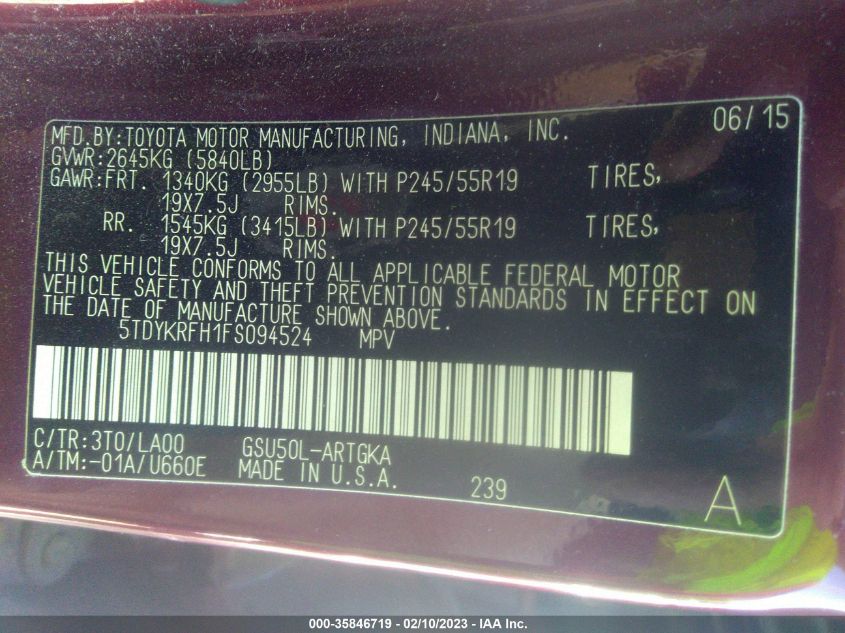 06/15
MFD.BY:TOYOTA MOTOR MANUFACTURING, INDIANA, INC.
GVWR:2645KG (5840LB)
GAWR:FRT. 1340KG (2955LB) WITH P245/55R19 TIRES,
19X7.5J RIMS.
RR. 1545KG (3415LB) WITH P245/55R19 TIRES,
19X7.5J RIMS.
THIS VEHICLE CONFORMS TO ALL APPLICABLE FEDERAL MOTOR
VEHICLE SAFETY AND THEFT PREVENTION STANDARDS IN EFFECT ON
THE DATE OF MANUFACTURE SHOWN ABOVE.
5TDYKRFH1FS094524 MPV
C/TR:3T0/LA00 GSU50L-ARTGKA
A/TM:-01A/U660E MADE IN U.S.A. 239 A
000-35846719 - 02/10/2023 - IAA Inc.